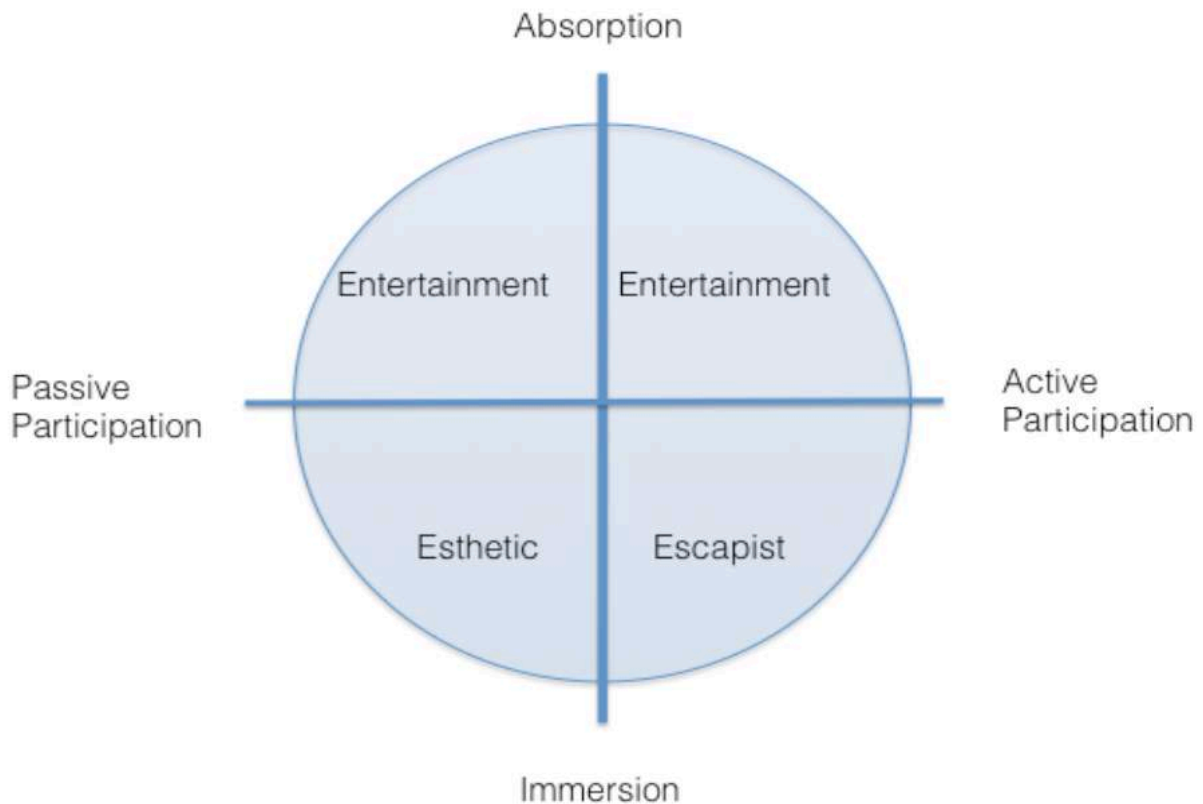 Absorption
Entertainment
Entertainment
Passive
Participation
Active
Participation
Esthetic
Escapist
Immersion